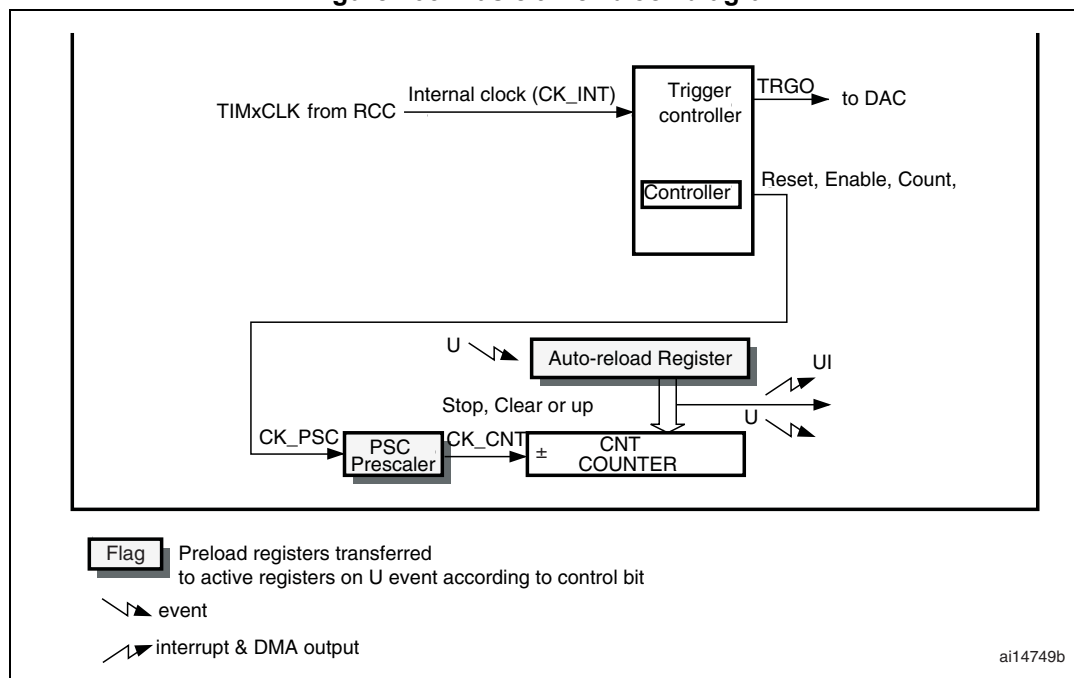 Trigger
controller
TRGO
to DAC
Internal clock (CK_INT)
TIMxCLK from RCC
Controller
Reset, Enable, Count,
U
Auto-reload Register
UI
Stop, Clear or up
U
CK_PSC
PSC
Prescaler
CK_CNT
±
CNT
COUNTER
Flag
Preload registers transferred
to active registers on U event according to control bit
event
interrupt & DMA output
ai14749b